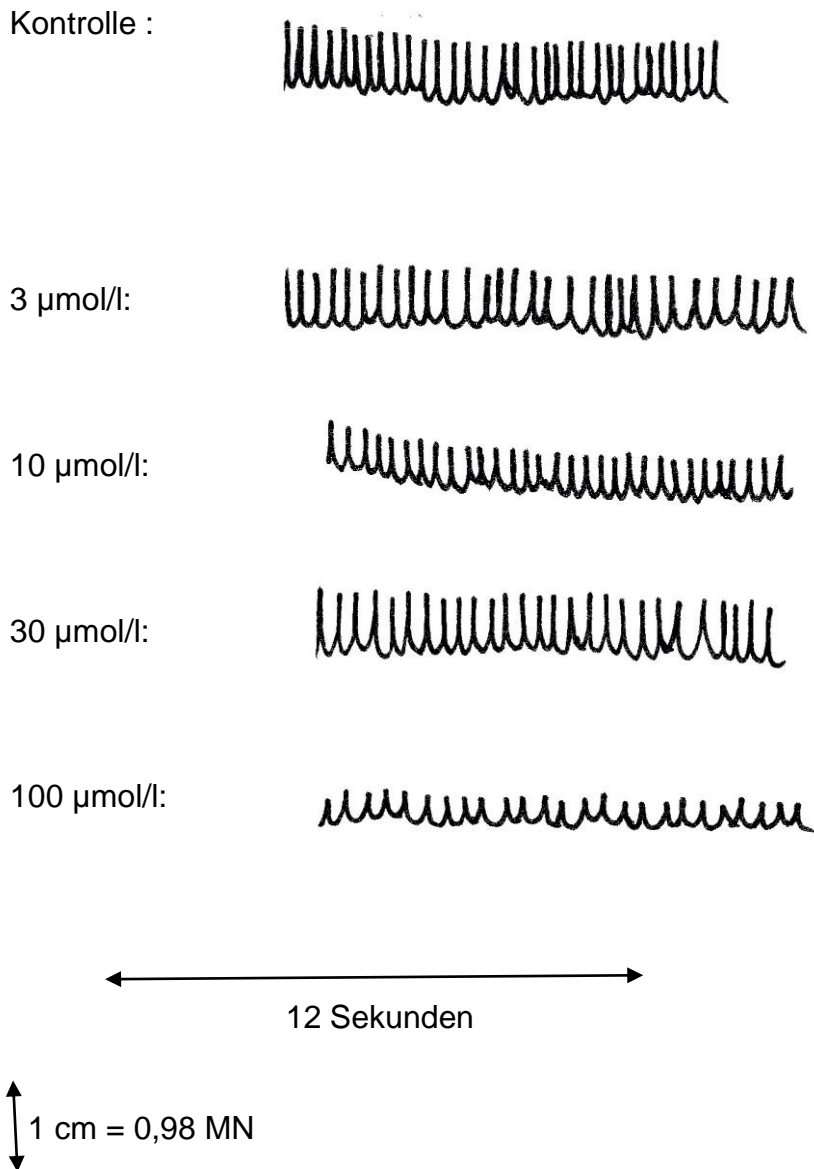 Kontrolle :
3 µmol/l:
10 µmol/l:
30 µmol/l:
100 µmol/l:
12 Sekunden
1 cm = 0,98 MN